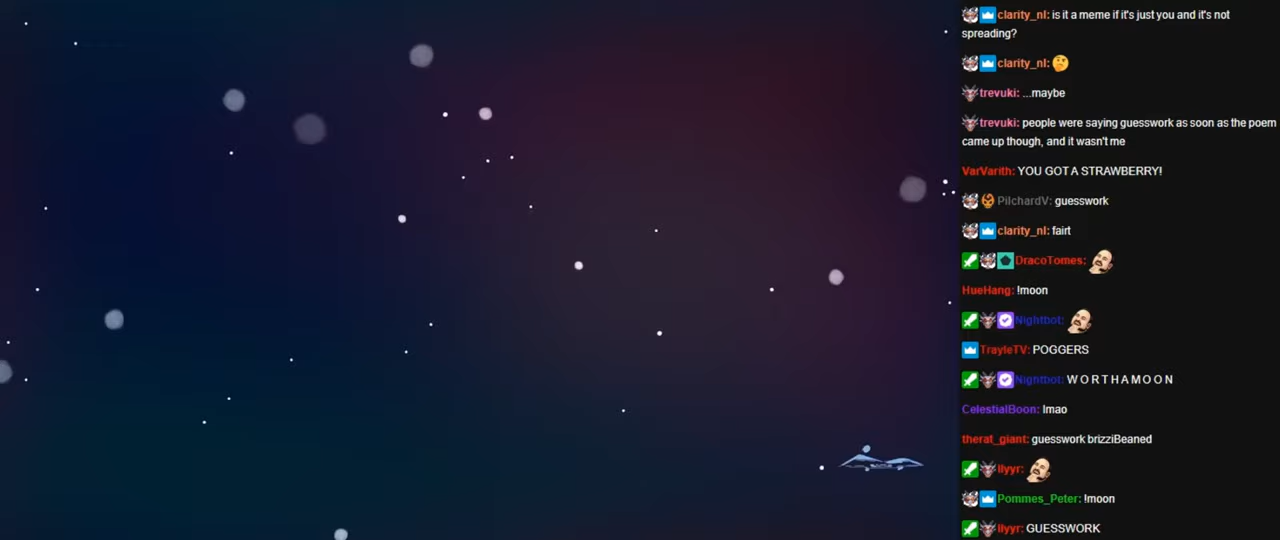 clarity_nl: is it a meme if it's just you and it's not
spreading?
clarity_nl:
trevuki: ...maybe
trevuki: people were saying guesswork as soon as the poem
came up though, and it wasn't me
VarVarith: YOU GOT A STRAWBERRY!
PilchardV: guesswork
clarity_nl: fairt
DracoTomes:
HueHang: !moon
Nightbot:
TrayleTV: POGGERS
Nightbot: W O R T H A M O O N
CelestialBoon: lmao
therat_giant: guesswork brizziBeaned
llyyr:
Pommes_Peter: !moon
llyyr: GUESSWORK